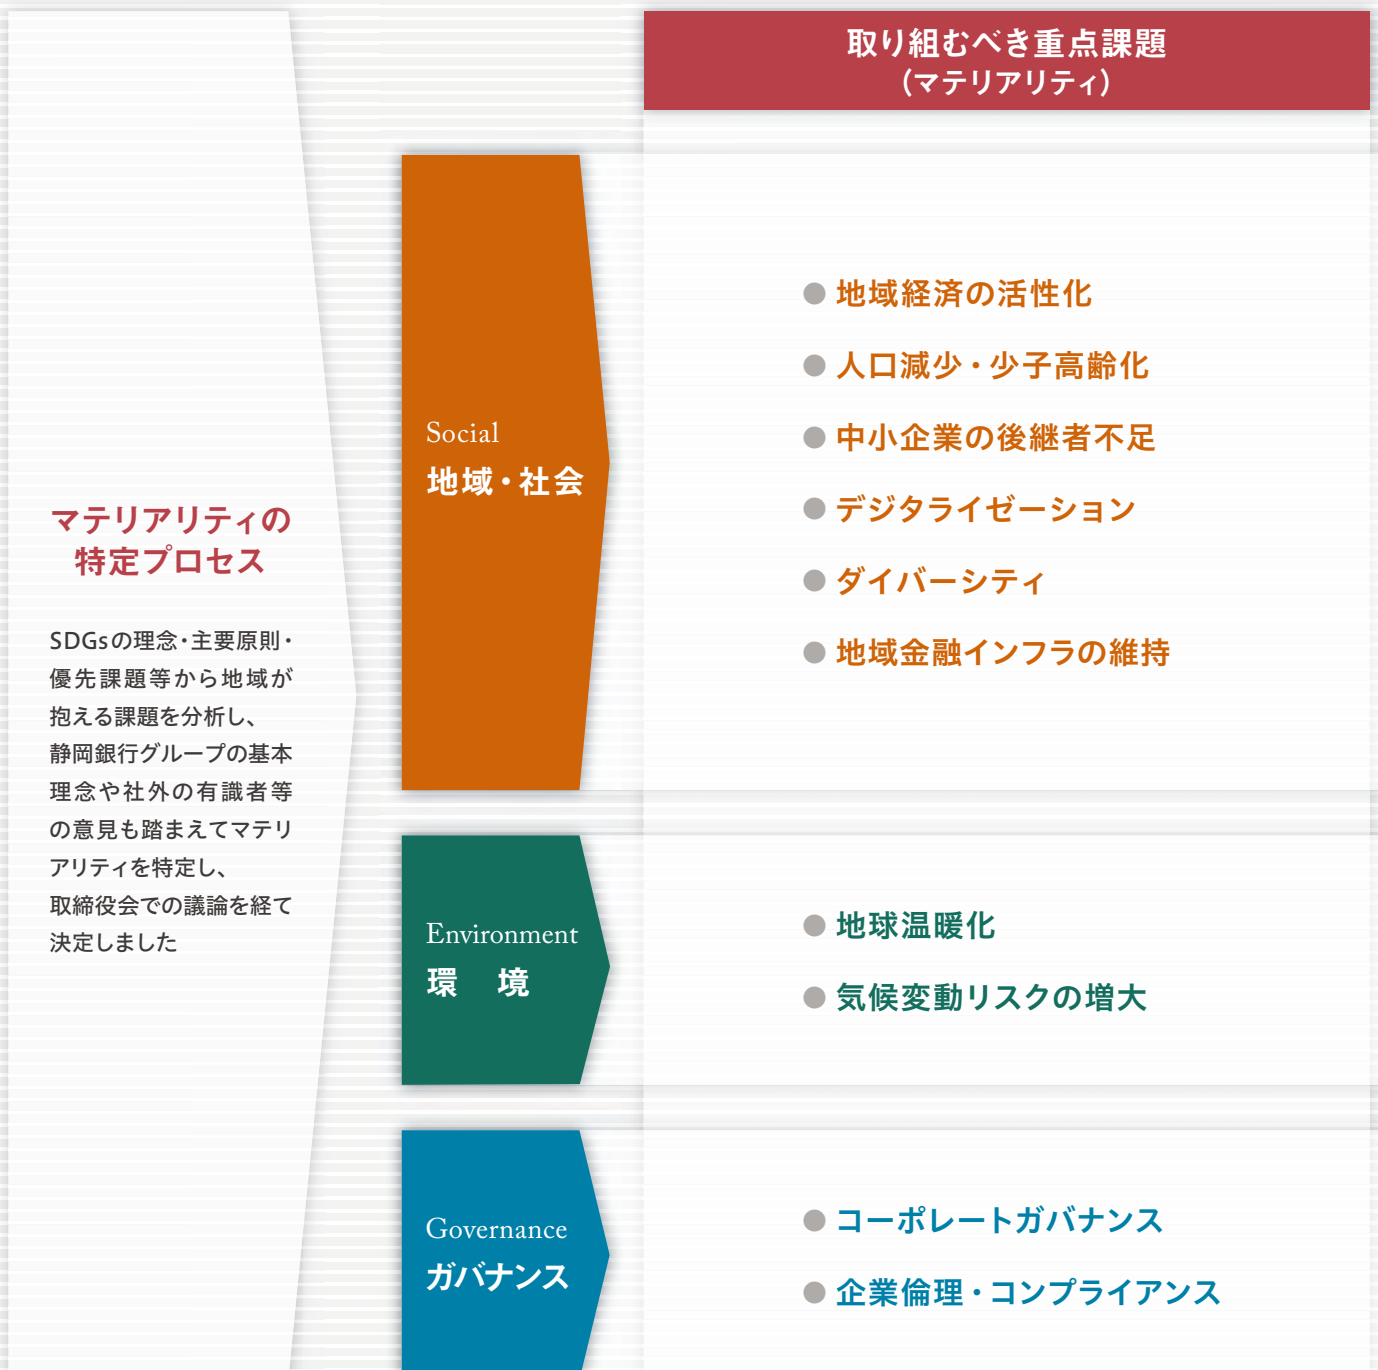 マテリアリティの
特定プロセス
SDGsの理念・主要原則・
優先課題等から地域が
抱える課題を分析し、
静岡銀行グループの基本
理念や社外の有識者等
の意見も踏まえてマテリ
アリティを特定し、
取締役会での議論を経て
決定しました
取り組むべき重点課題
(マテリアリティ)
Social
地域・社会
● 地域経済の活性化
● 人口減少・少子高齢化
● 中小企業の後継者不足
● デジタライゼーション
● ダイバーシティ
● 地域金融インフラの維持
Environment
環　境
● 地球温暖化
● 気候変動リスクの増大
Governance
ガバナンス
● コーポレートガバナンス
● 企業倫理・コンプライアンス